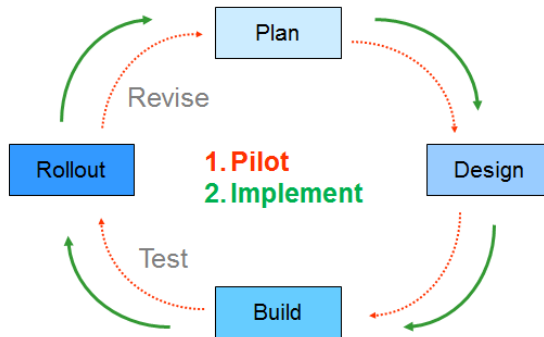 Plan
Revise
Rollout
1. Pilot
2. Implement
Design
Test
Build